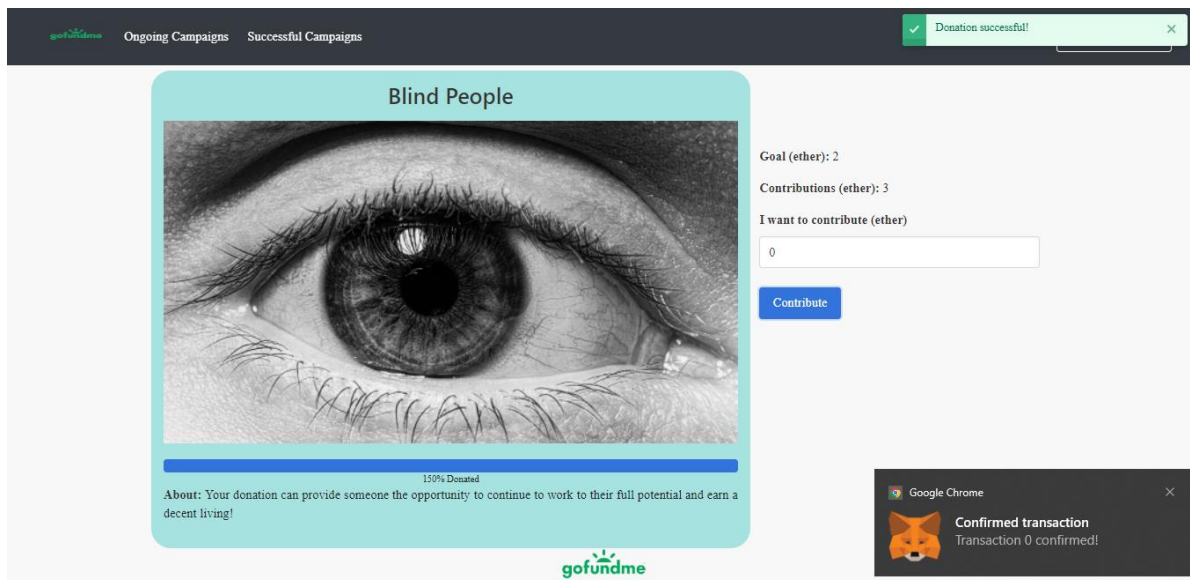 gofundme
Ongoing Campaigns
Successful Campaigns
Donation successful!
Blind People
Goal (ether): 2
Contributions (ether): 3
I want to contribute (ether)
0
Contribute
150% Donated
About: Your donation can provide someone the opportunity to continue to work to their full potential and earn a
decent living!
Google Chrome
Confirmed transaction
Transaction 0 confirmed!
gofundme